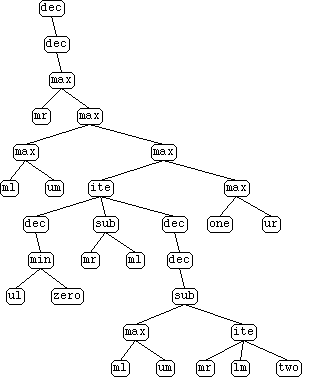 dec
dec
max
mr max
ml um ite max
max max
dec sub dec one ur
min mr ml dec
ul zero sub
max ite
ml um mr lm two